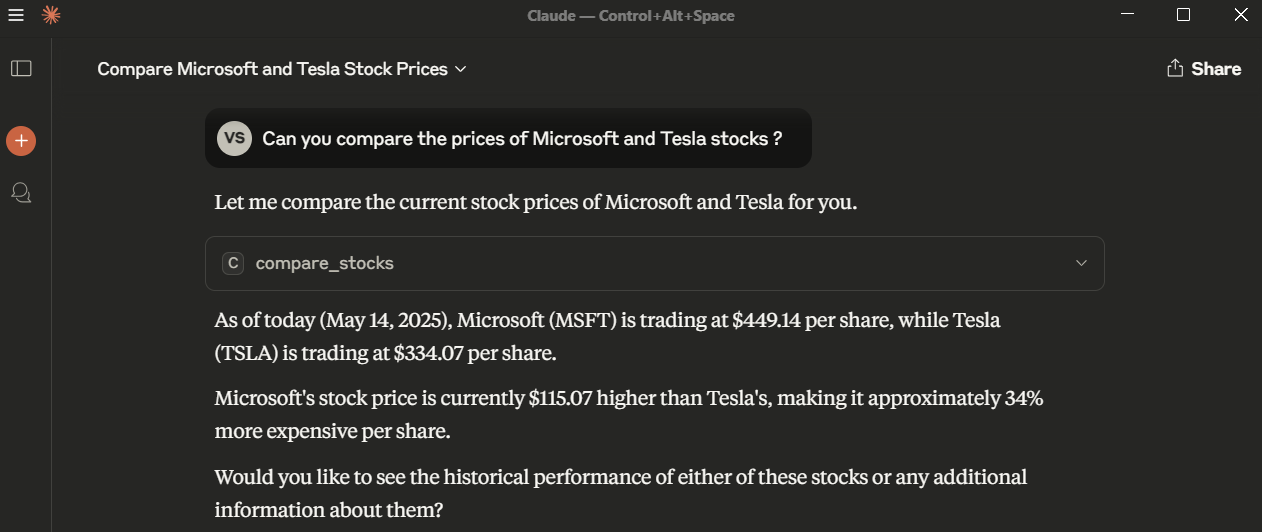 Claude — Control+Alt+Space
Compare Microsoft and Tesla Stock Prices
Share
VS
Can you compare the prices of Microsoft and Tesla stocks ?
Let me compare the current stock prices of Microsoft and Tesla for you.
C
compare_stocks
As of today (May 14, 2025), Microsoft (MSFT) is trading at $449.14 per share, while Tesla
(TSLA) is trading at $334.07 per share.
Microsoft's stock price is currently $115.07 higher than Tesla's, making it approximately 34%
more expensive per share.
Would you like to see the historical performance of either of these stocks or any additional
information about them?